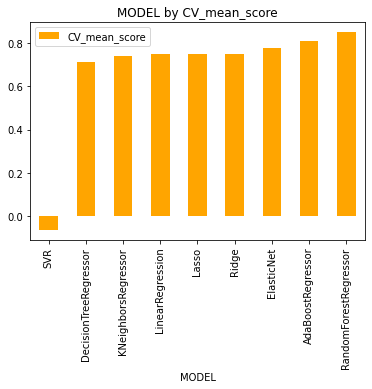 MODEL by CV_mean_score
CV_mean_score
0.8
0.6
0.4
0.2
0.0
SVR
DecisionTreeRegressor
KNeighborsRegressor
LinearRegression
Lasso
Ridge
ElasticNet
AdaBoostRegressor
RandomForestRegressor
MODEL